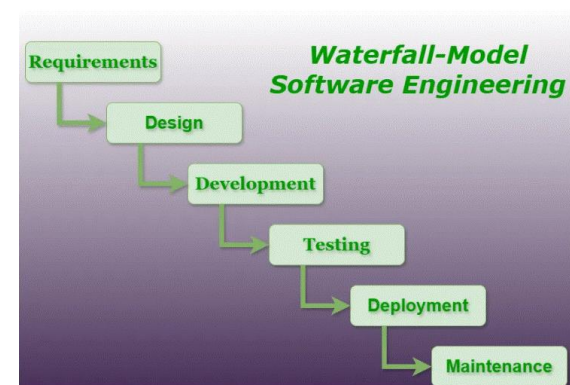 Waterfall-Model
Software Engineering
Requirements
Design
Development
Testing
Deployment
Maintenance